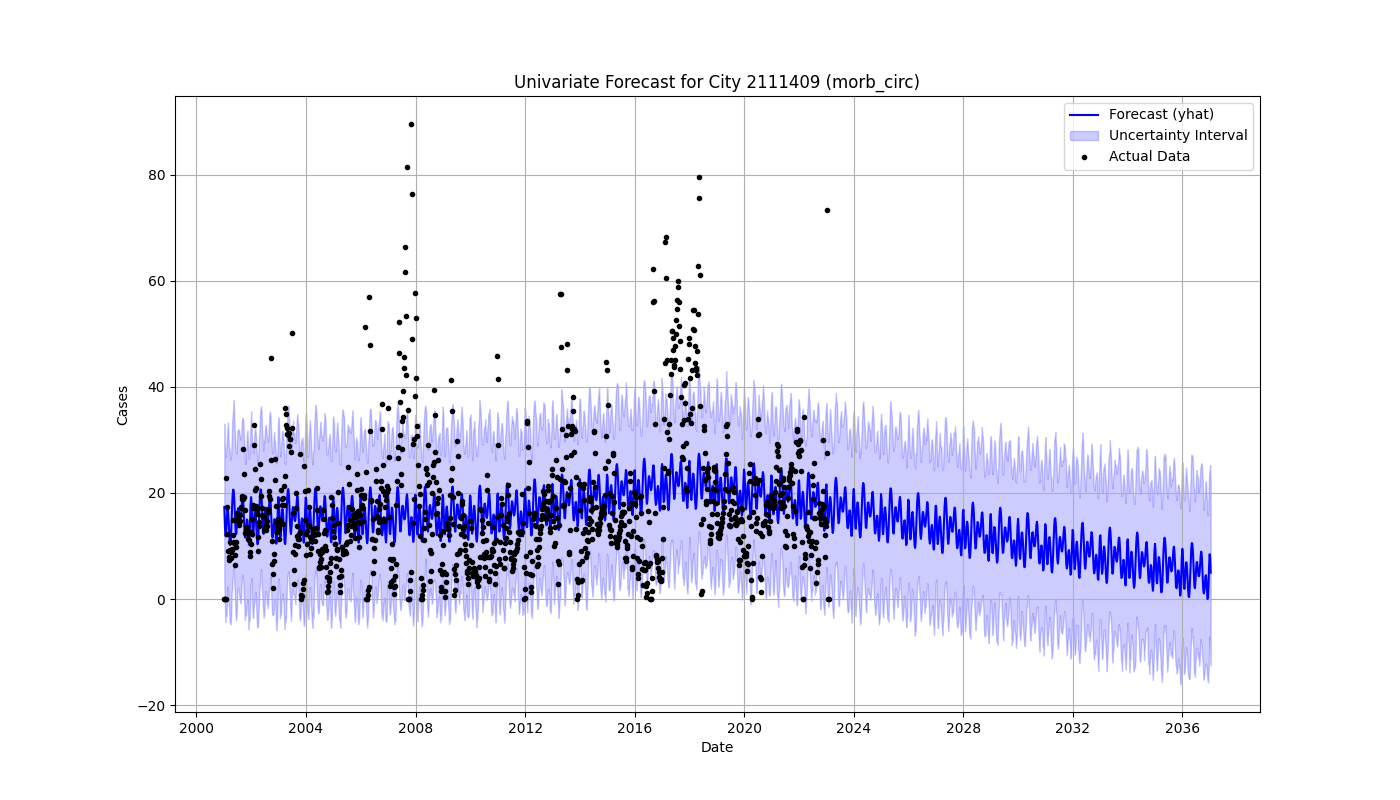 Univariate Forecast for City 2111409 (morb_circ)
Forecast (yhat)
Uncertainty Interval
Actual Data
80
60
40
20
0
−20
Cases
2000 2004 2008 2012 2016 2020 2024 2028 2032 2036
Date